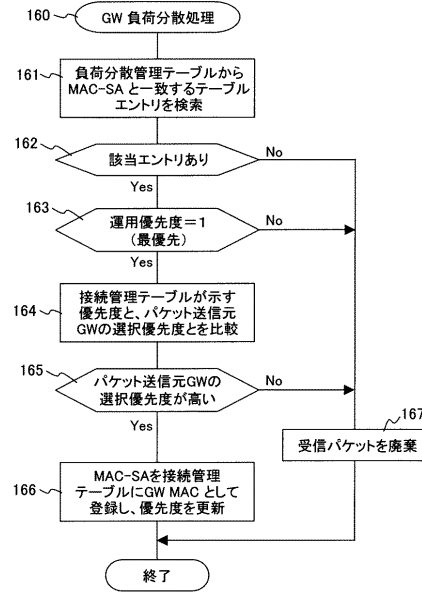 160
GW 負荷分散処理
161
負荷分散管理テーブルから
MAC-SA と一致するテーブル
エントリを検索
162
該当エントリあり
No
Yes
163
運用優先度＝1
(最優先)
No
Yes
164
接続管理テーブルが示す
優先度と、パケット送信元
GWの選択優先度とを比較
165
パケット送信元GWの
選択優先度が高い
No
Yes
167
受信パケットを廃棄
166
MAC-SAを接続管理
テーブルにGW MAC として
登録し、優先度を更新
終了